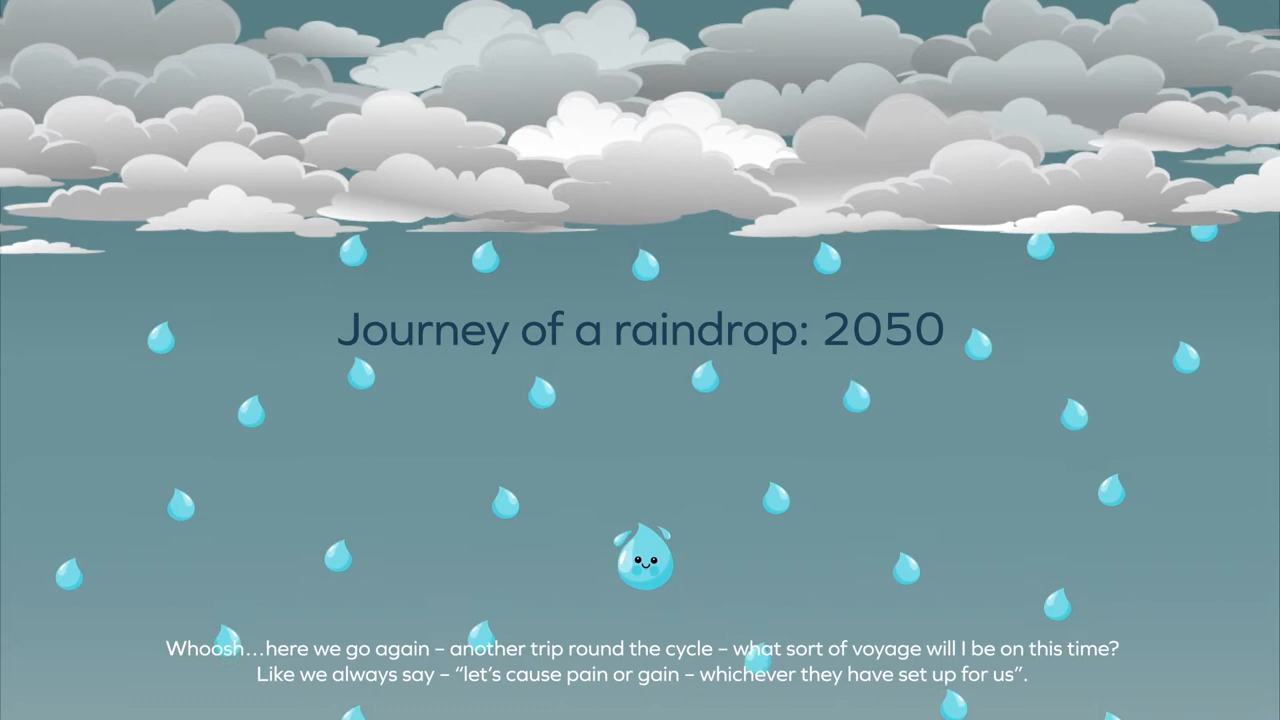 Journey of a raindrop: 2050
Whoosh...here we go again – another trip round the cycle – what sort of voyage will I be on this time?
Like we always say – “let’s cause pain or gain – whichever they have set up for us”.